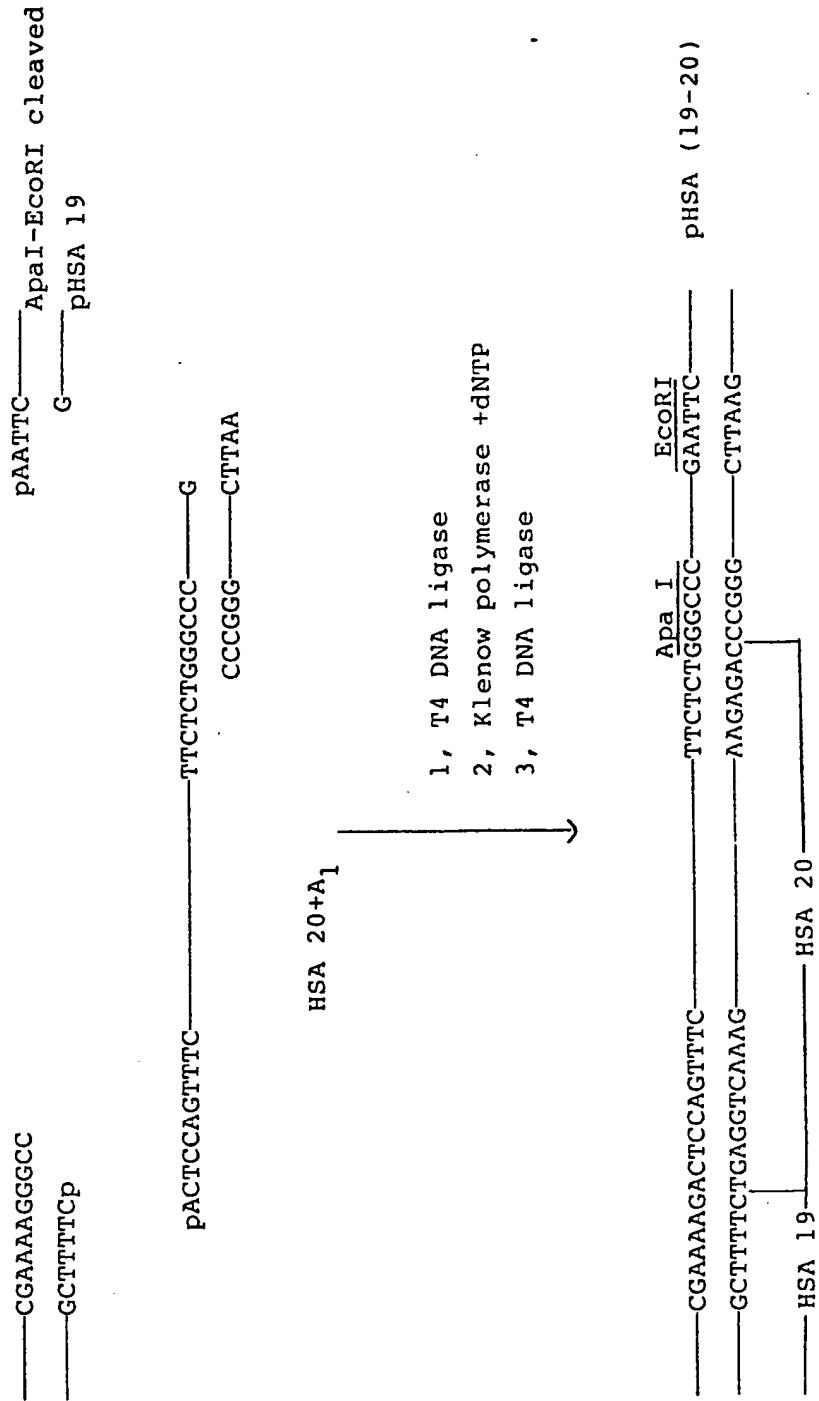 pAATTC
ApaI-EcoRI cleaved
G
pHSA 19
CGAAAAGGGCC
GCTTTTCp
pACTCCAGTTTC TTCTCTGGGCCC G
CCCGGG CTTAA
HSA 20+A1
1, T4 DNA ligase
2, Klenow polymerase +dNTP
3, T4 DNA ligase
Apa I EcoRI
CGAAAAGACTCCAGTTTC TTCTCTGGGCCC GAATTC
pHSA (19-20)
GCTTTTCTGAGGTCAAAG AAGAGACCCGGG CTTAAG
HSA 19 HSA 20